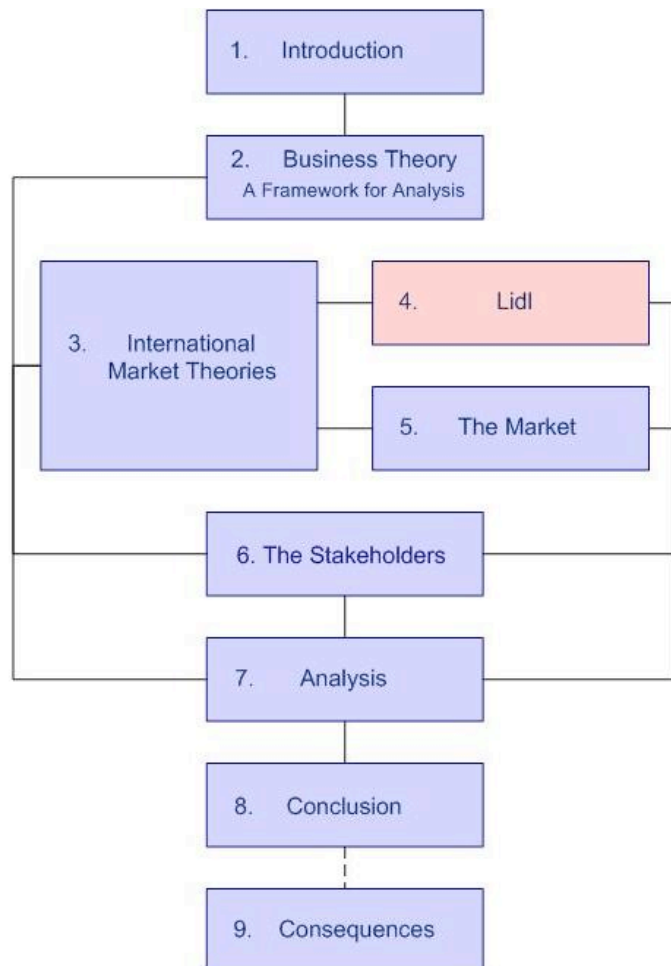 1. Introduction
2. Business Theory
A Framework for Analysis
3. International
Market Theories
4. Lidl
5. The Market
6. The Stakeholders
7. Analysis
8. Conclusion
9. Consequences